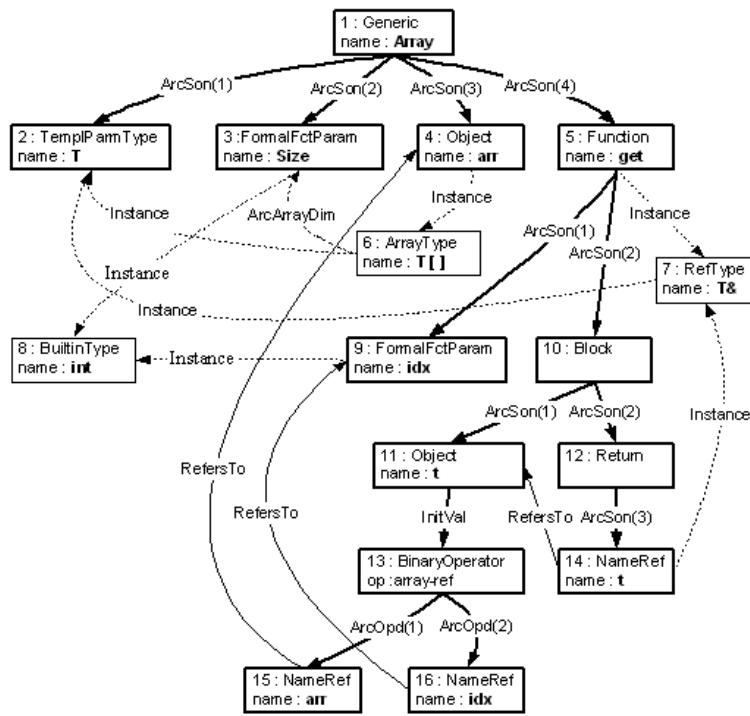 1 : Generic
name : Array
ArcSon(1)
ArcSon(2)
ArcSon(3)
ArcSon(4)
2 : TemplParmType
name : T
3 :FormalFctParam
name : Size
4 : Object
name : arr
5 : Function
name : get
Instance
ArcArrayDim
Instance
ArcSon(1)
Instance
6 : ArrayType
name : T[]
ArcSon(2)
7 : RefType
name : T&
Instance
Instance
8 : BuiltinType
name : int
Instance
9 : FormalFctParam
name : idx
10 : Block
ArcSon(1)
ArcSon(2)
Instance
11 : Object
name : t
12 : Return
RefersTo
RefersTo
InitVal
RefersTo
ArcSon(3)
13 : BinaryOperator
op :array-ref
14 : NameRef
name : t
ArcOpd(1)
ArcOpd(2)
15 : NameRef
name : arr
16 : NameRef
name : idx